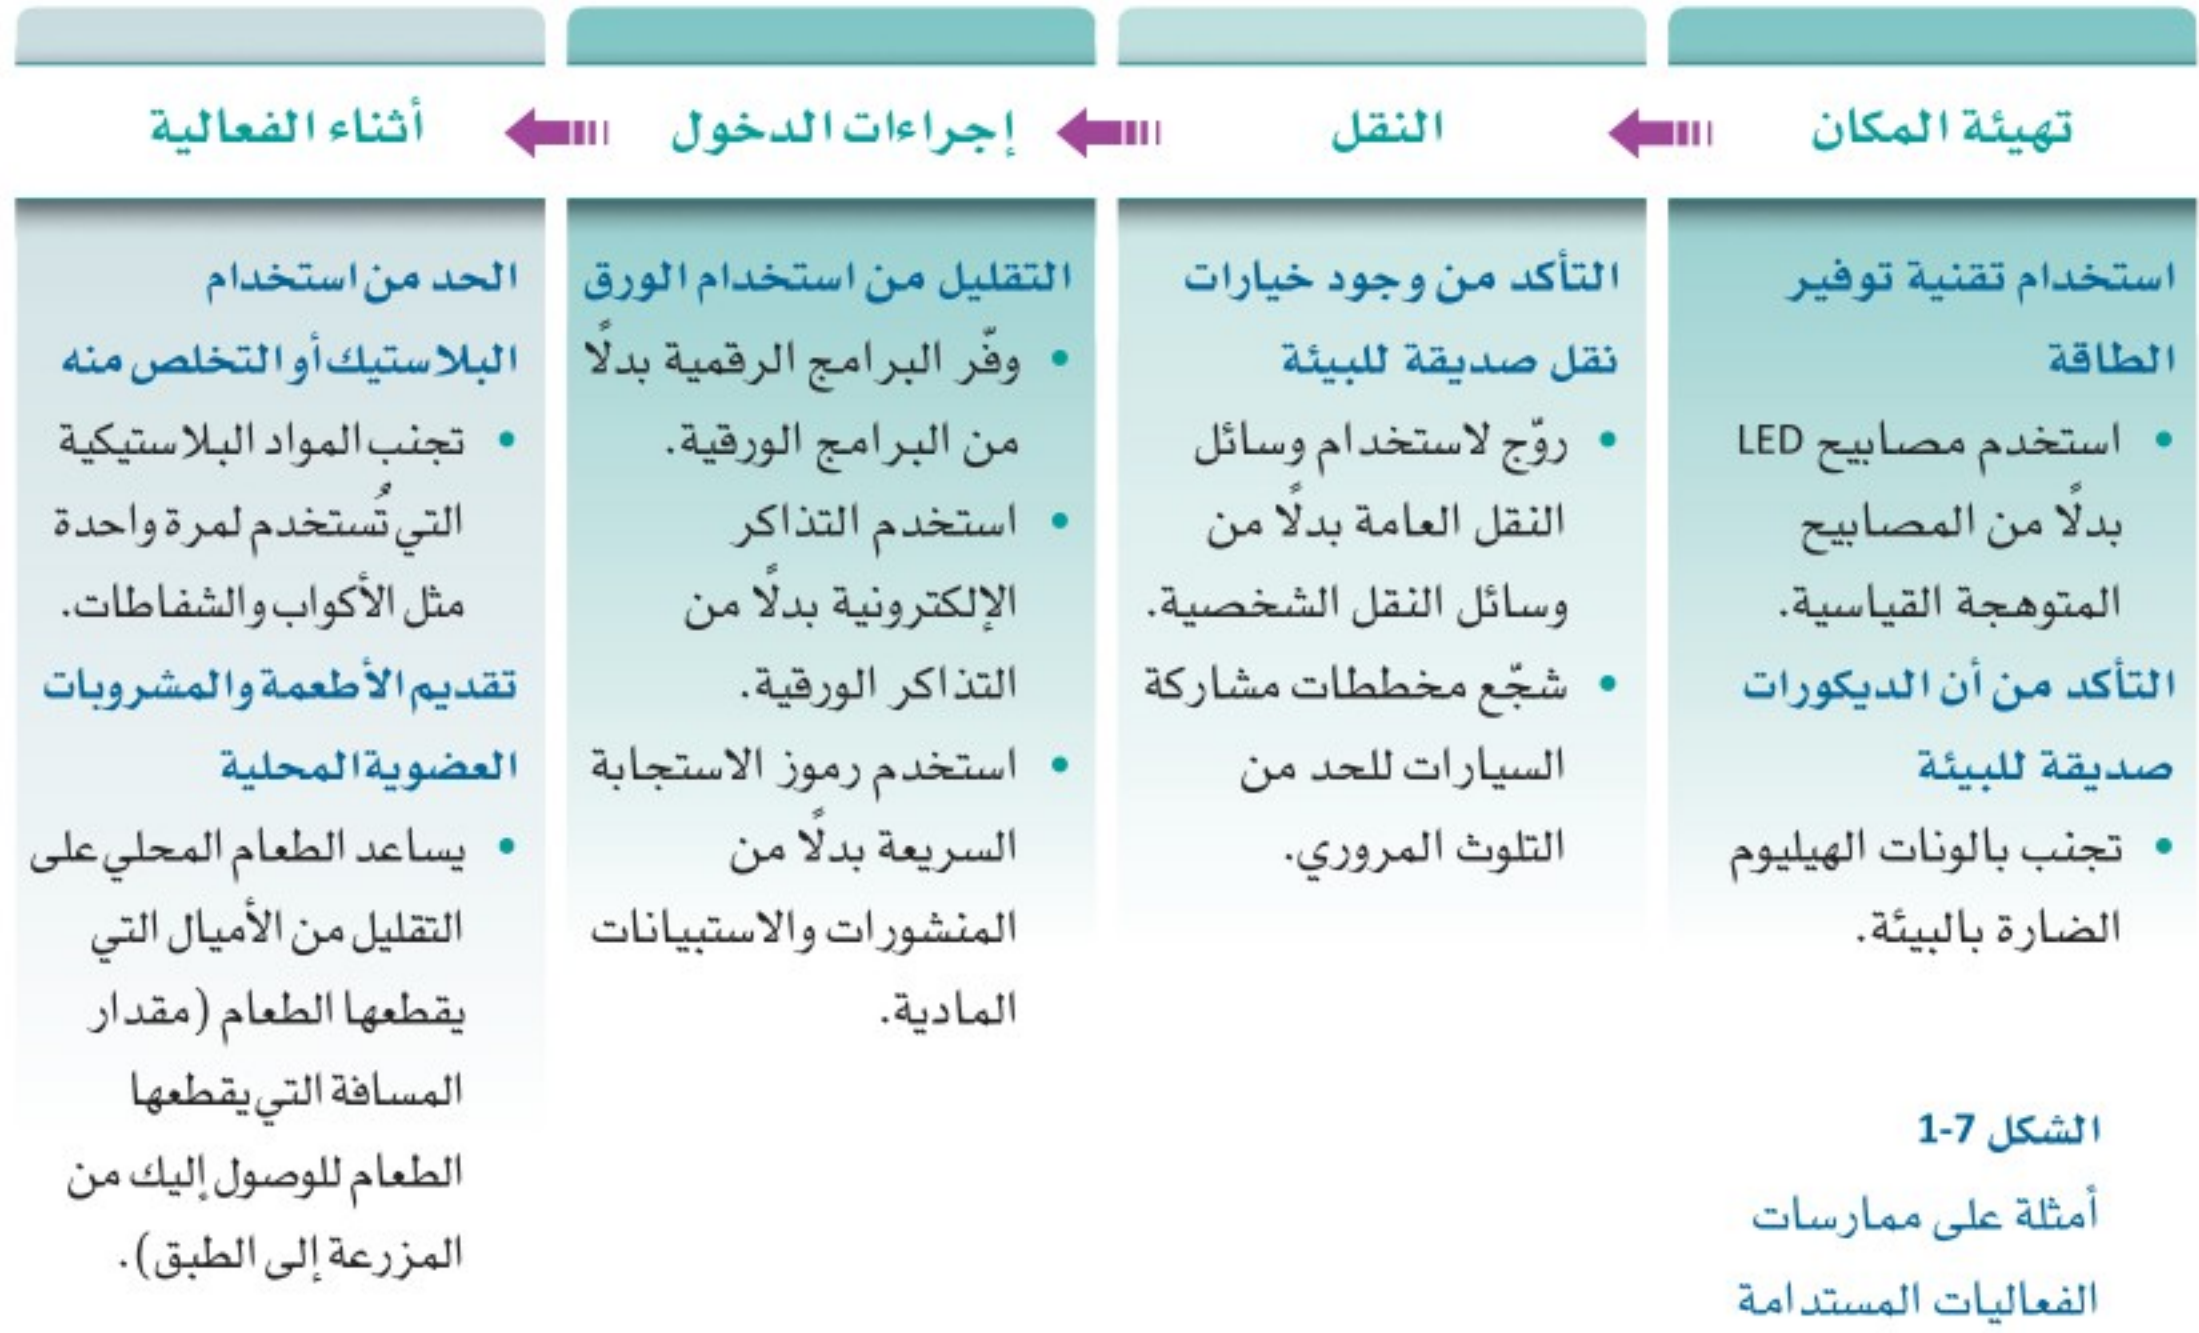 تهيئة المكان
استخدام تقنية توفير
الطاقة
• استخدم مصابيح LED
بدلًا من المصابيح
المتوهجة القياسية.
التأكد من أن الديكورات
صديقة للبيئة
• تجنب بالونات الهيليوم
الضارة بالبيئة.
النقل
التأكد من وجود خيارات
نقل صديقة للبيئة
• روّج لاستخدام وسائل
النقل العامة بدلًا من
وسائل النقل الشخصية.
• شجّع مخططات مشاركة
السيارات للحد من
التلوث المروري.
إجراءات الدخول
التقليل من استخدام الورق
• وفّر البرامج الرقمية بدلًا
من البرامج الورقية.
• استخدم التذاكر
الإلكترونية بدلًا من
التذاكر الورقية.
• استخدم رموز الاستجابة
السريعة بدلًا من
المنشورات والاستبيانات
المادية.
أثناء الفعالية
الحد من استخدام
البلاستيك أو التخلص منه
• تجنب المواد البلاستيكية
التي تُستخدم لمرة واحدة
مثل الأكواب والشفاطات.
تقديم الأطعمة والمشروبات
العضوية المحلية
• يساعد الطعام المحلي على
التقليل من الأميال التي
يقطعها الطعام (مقدار
المسافة التي يقطعها
الطعام للوصول إليك من
المزرعة إلى الطبق).
الشكل 7-1
أمثلة على ممارسات
الفعاليات المستدامة